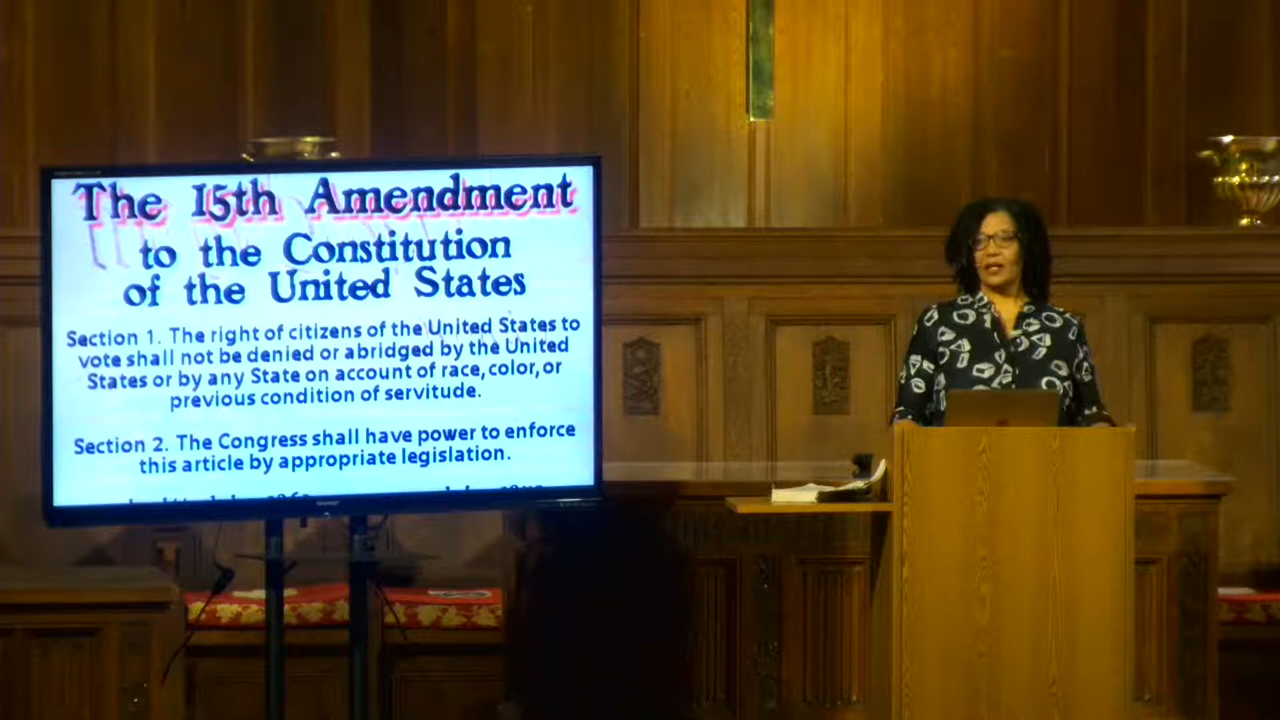 The 15th Amendment
to the Constitution
of the United States
Section 1. The right of citizens of the United States to
vote shall not be denied or abridged by the United
States or by any State on account of race, color, or
previous condition of servitude.
Section 2. The Congress shall have power to enforce
this article by appropriate legislation.